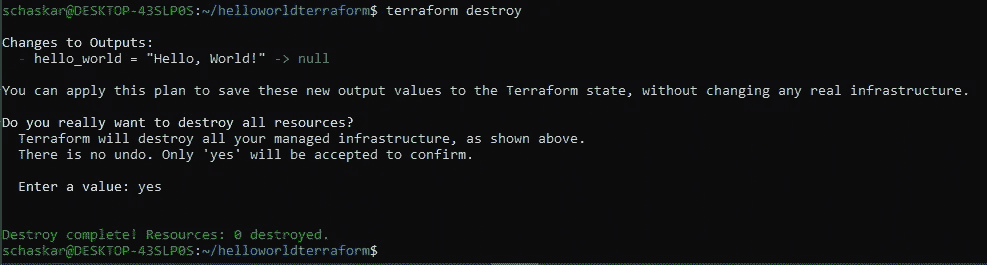 schaskar@DESKTOP-43SLP0S:~/helloworldterraform$ terraform destroy
Changes to Outputs:
- hello_world = "Hello, World!" -> null
You can apply this plan to save these new output values to the Terraform state, without changing any real infrastructure.
Do you really want to destroy all resources?
Terraform will destroy all your managed infrastructure, as shown above.
There is no undo. Only 'yes' will be accepted to confirm.
Enter a value: yes
Destroy complete! Resources: 0 destroyed.
schaskar@DESKTOP-43SLP0S:~/helloworldterraform$